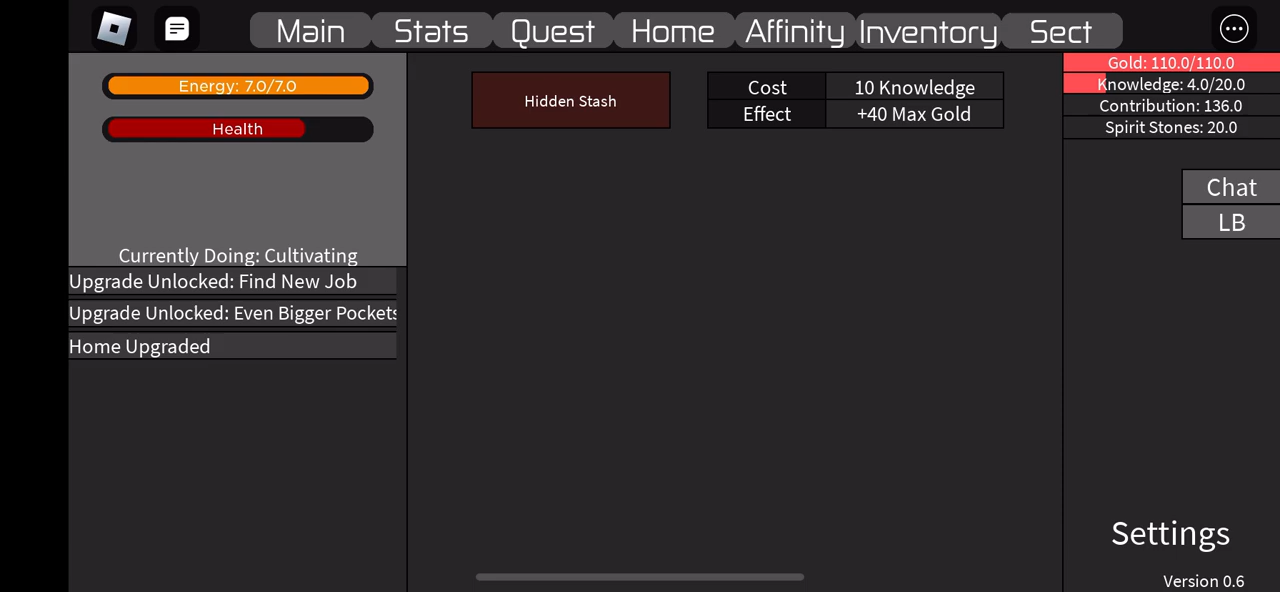 Main Stats Quest Home Affinity Inventory Sect
Energy: 7.0/7.0
Health
Currently Doing: Cultivating
Upgrade Unlocked: Find New Job
Upgrade Unlocked: Even Bigger Pockets
Home Upgraded
Hidden Stash
Cost 10 Knowledge
Effect +40 Max Gold
Gold: 110.0/110.0
Knowledge: 4.0/20.0
Contribution: 136.0
Spirit Stones: 20.0
Chat
LB
Settings
Version 0.6